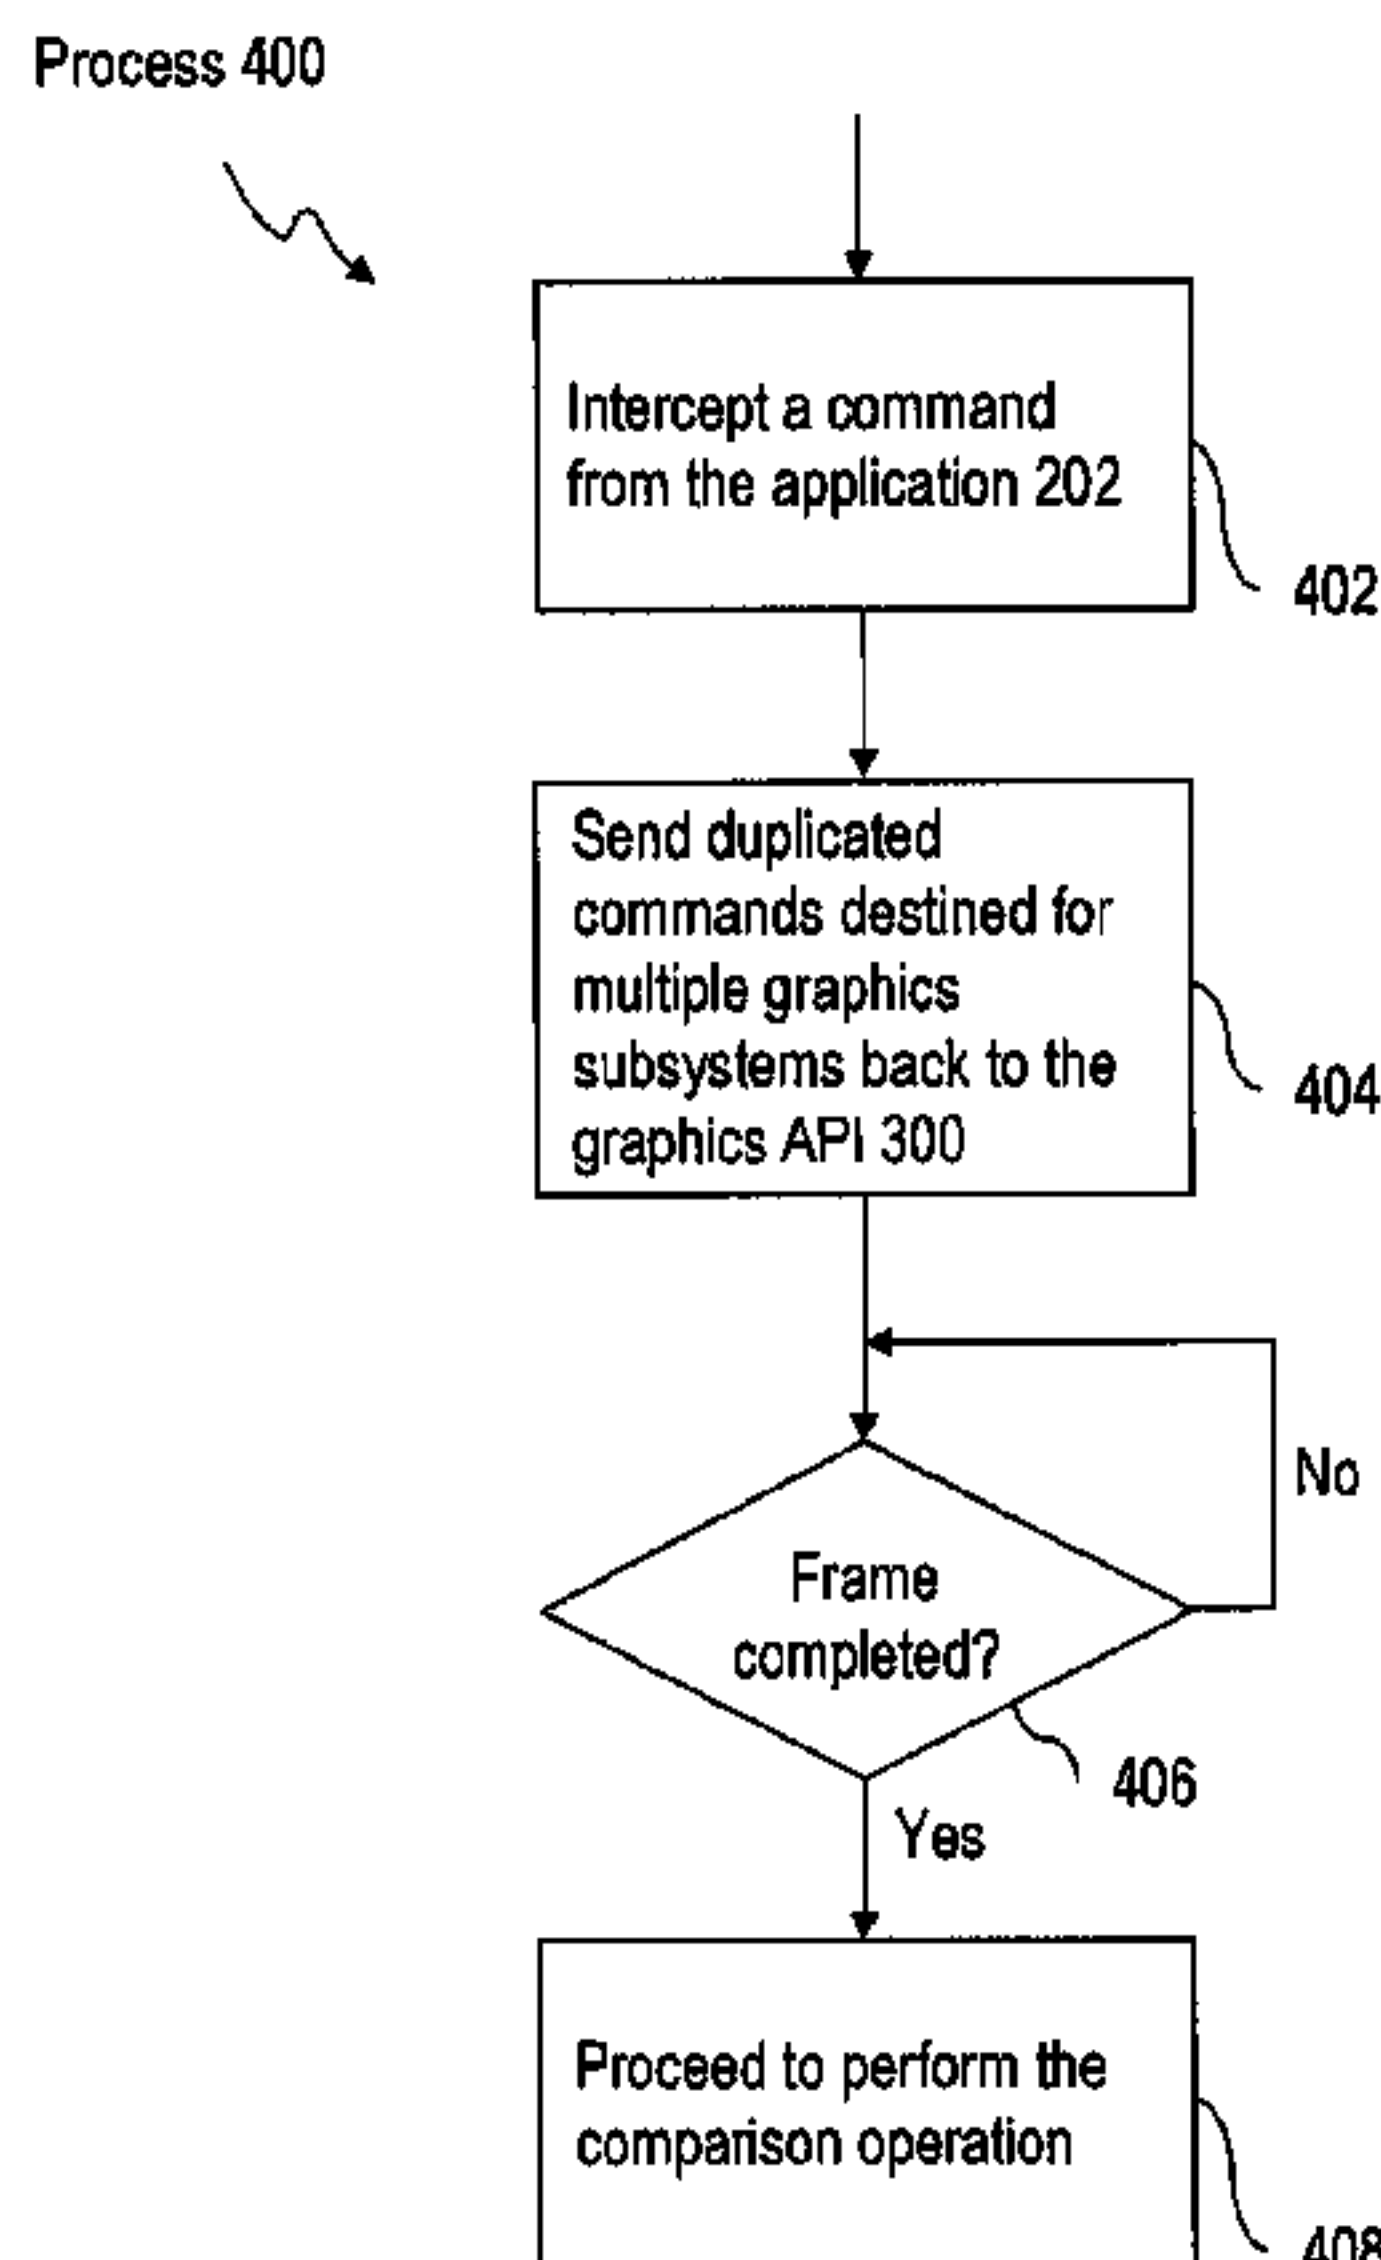 Process 400
Intercept a command
from the application 202
402
Send duplicated
commands destined for
multiple graphics
subsystems back to the
graphics API 300
404
No
Frame
completed?
406
Yes
Proceed to perform the
comparison operation
408